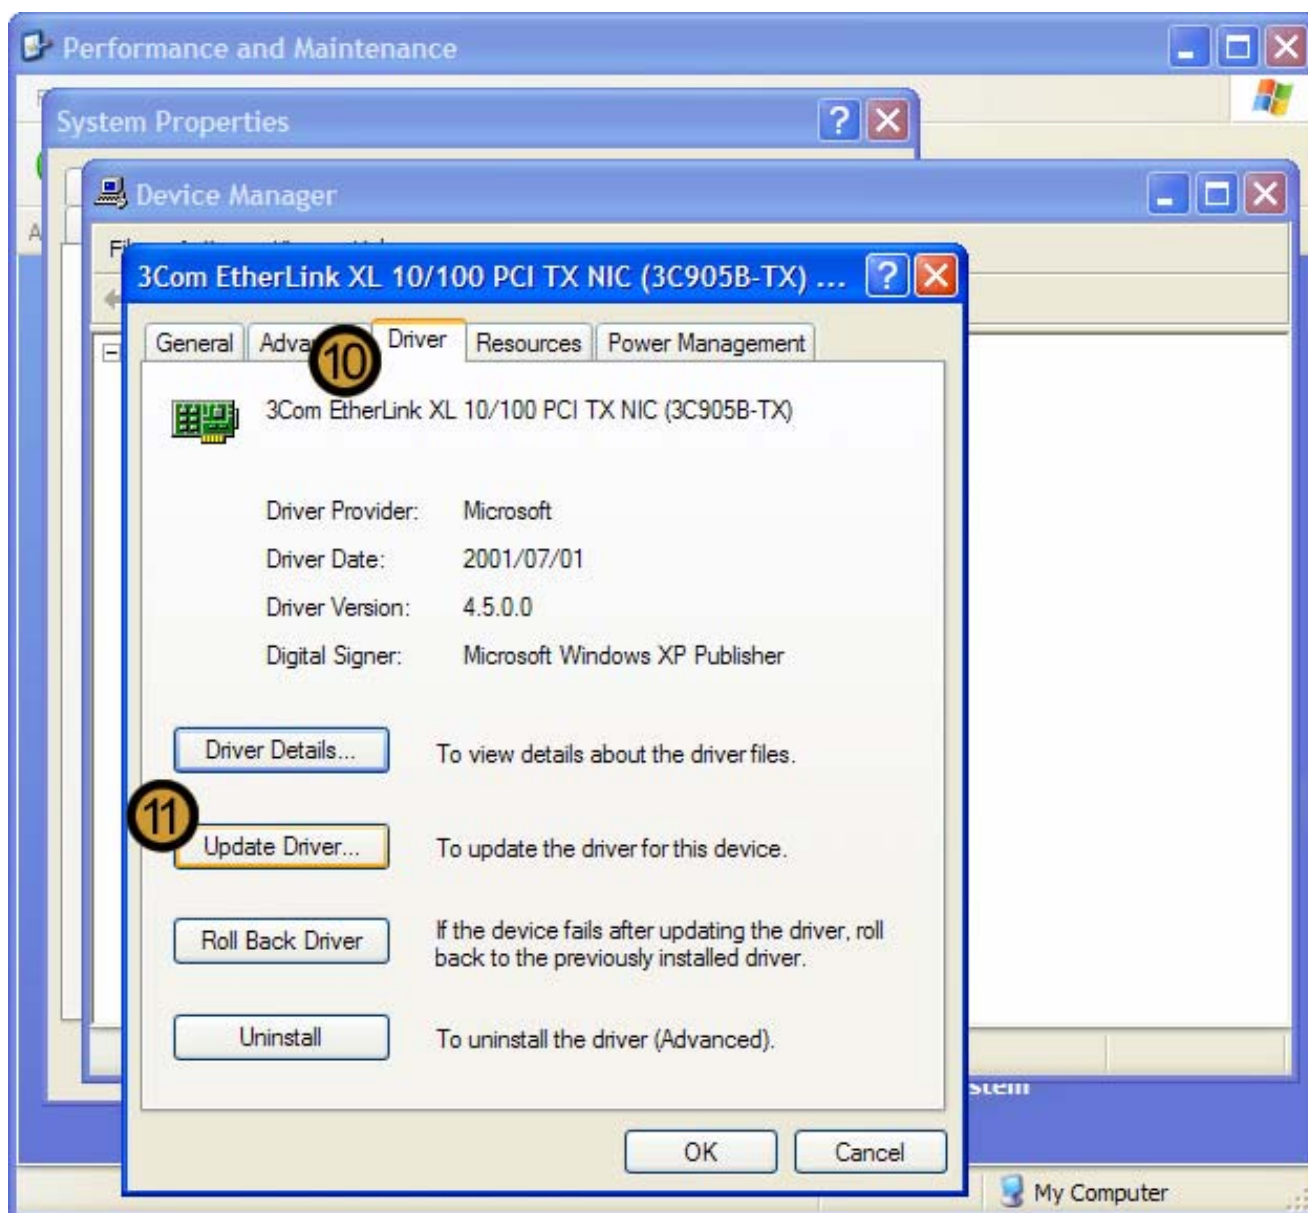 Performance and Maintenance
System Properties
Device Manager
3Com EtherLink XL 10/100 PCI TX NIC (3C905B-TX) ...
General
10
Driver
Resources
Power Management
3Com EtherLink XL 10/100 PCI TX NIC (3C905B-TX)
Driver Provider: Microsoft
Driver Date: 2001/07/01
Driver Version: 4.5.0.0
Digital Signer: Microsoft Windows XP Publisher
Driver Details... To view details about the driver files.
11
Update Driver... To update the driver for this device.
Roll Back Driver
If the device fails after updating the driver, roll
back to the previously installed driver.
Uninstall To uninstall the driver (Advanced).
OK Cancel
My Computer